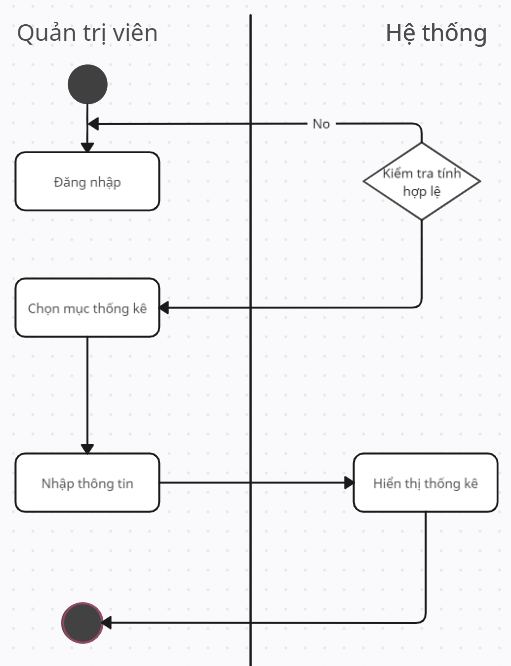 Quản trị viên
Hệ thống
No
Đăng nhập
Kiểm tra tính
hợp lệ
Chọn mục thống kê
Nhập thông tin
Hiển thị thống kê